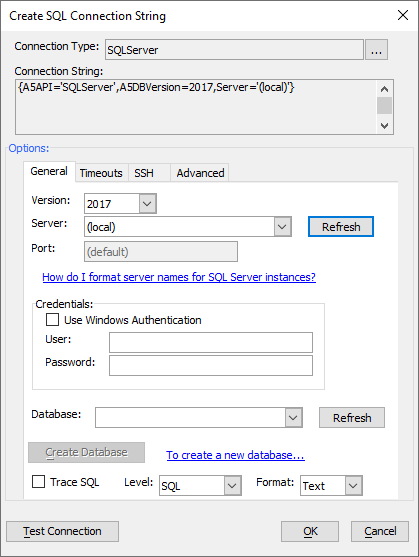 Create SQL Connection String
Connection Type: SQLServer ...
Connection String:
{A5API='SQLServer',A5DBVersion=2017,Server='(local)'}
Options:
General Timeouts SSH Advanced
Version: 2017
Server: (local) Refresh
Port: (default)
How do I format server names for SQL Server instances?
Credentials:
Use Windows Authentication
User:
Password:
Database: Refresh
Create Database To create a new database...
Trace SQL Level: SQL Format: Text
Test Connection OK Cancel